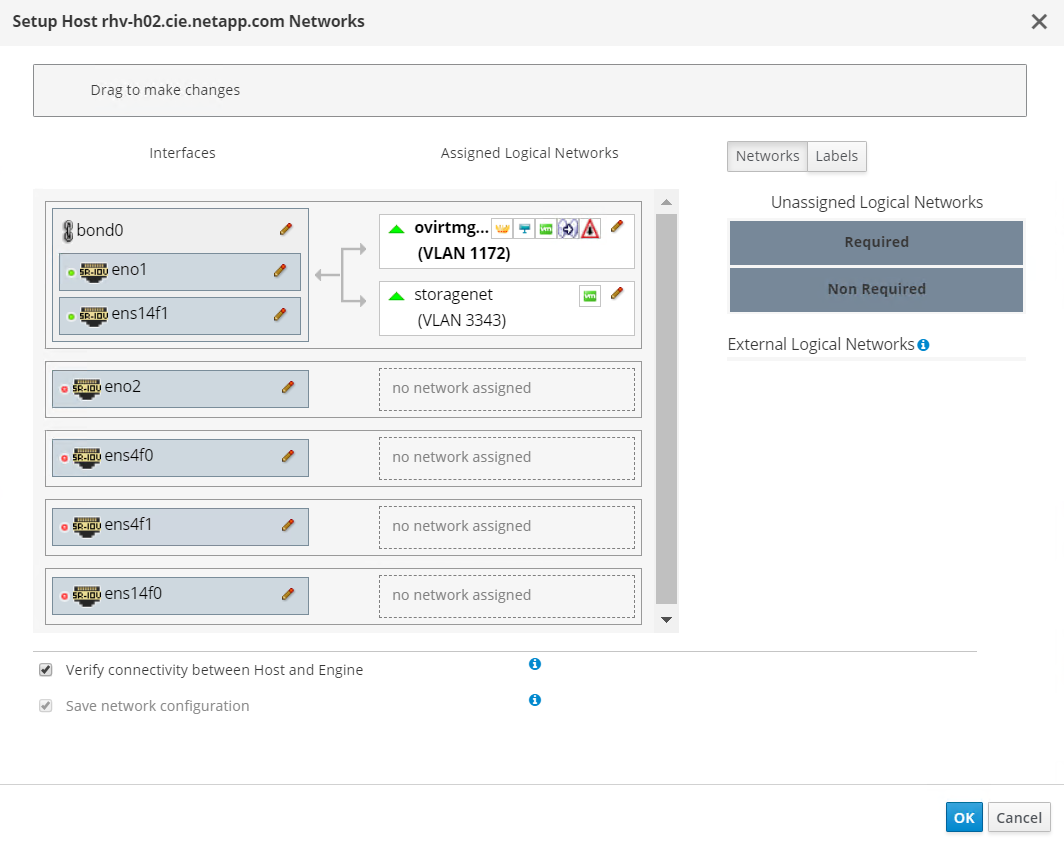 Setup Host rhv-h02.cie.netapp.com Networks
Drag to make changes
Interfaces
Assigned Logical Networks
Networks
Labels
Unassigned Logical Networks
Required
Non Required
External Logical Networks
bond0
SR-IOV eno1
SR-IOV ens14f1
ovirtmg...
vm
(VLAN 1172)
storagenet
vm
(VLAN 3343)
SR-IOV eno2
no network assigned
SR-IOV ens4f0
no network assigned
SR-IOV ens4f1
no network assigned
SR-IOV ens14f0
no network assigned
Verify connectivity between Host and Engine
Save network configuration
OK
Cancel